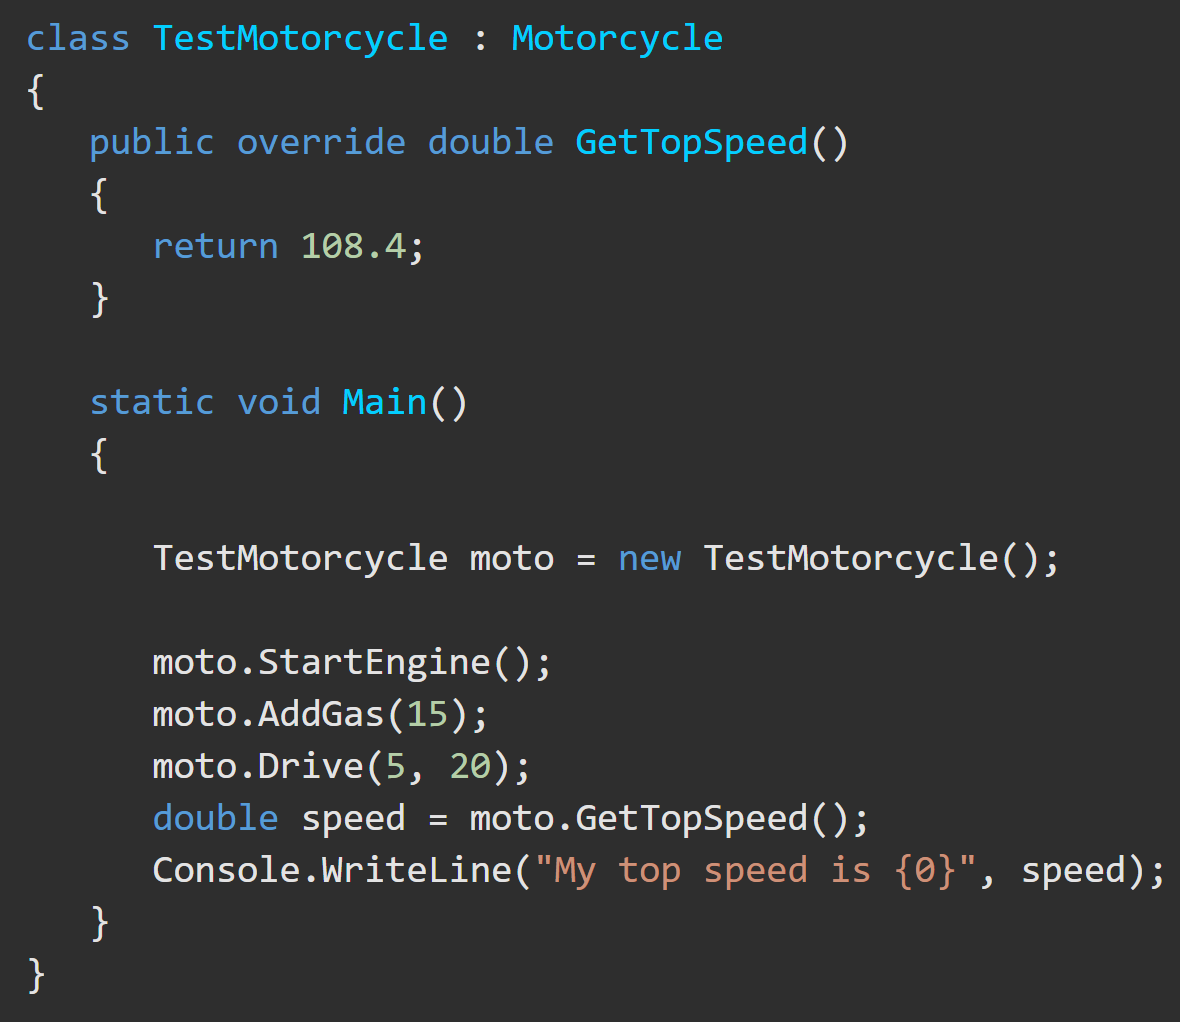 class TestMotorcycle : Motorcycle
{
   public override double GetTopSpeed()
   {
      return 108.4;
   }

   static void Main()
   {

      TestMotorcycle moto = new TestMotorcycle();

      moto.StartEngine();
      moto.AddGas(15);
      moto.Drive(5, 20);
      double speed = moto.GetTopSpeed();
      Console.WriteLine("My top speed is {0}", speed);
   }
}